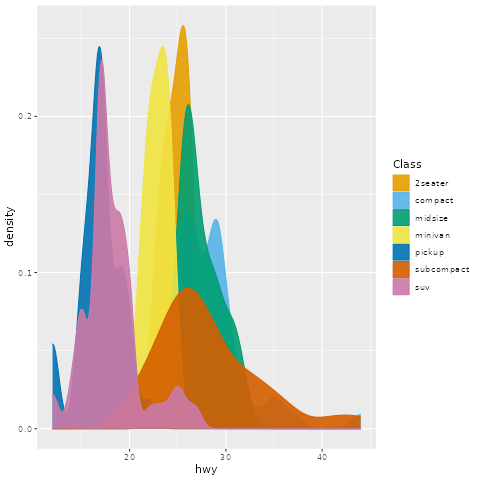 density
0.2
0.1
0.0
20
30
40
hwy
Class
2seater
compact
midsize
minivan
pickup
subcompact
suv